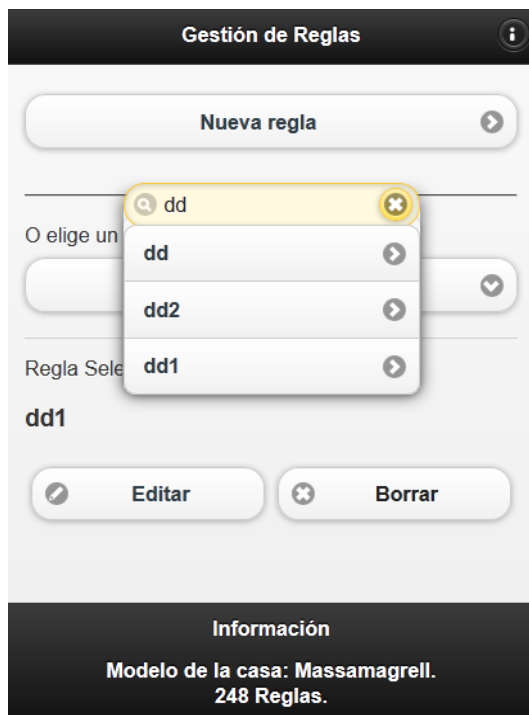 Gestión de Reglas
Nueva regla
dd
O elige un
dd
dd2
dd1
Regla Sele
dd1
Editar
Borrar
Información
Modelo de la casa: Massamagrell.
248 Reglas.